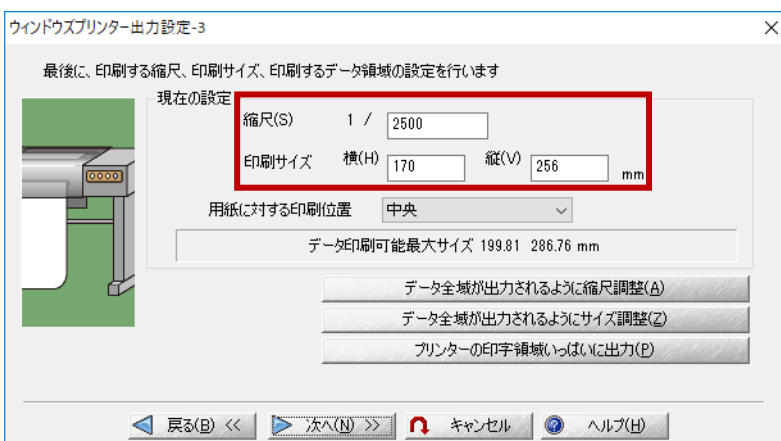 ウィンドウズプリンター出力設定-3
最後に、印刷する縮尺、印刷サイズ、印刷するデータ領域の設定を行います
現在の設定
縮尺(S) 1 / 2500
印刷サイズ 横(H) 170 縦(V) 256 mm
用紙に対する印刷位置 中央
データ印刷可能最大サイズ 199.81 286.76 mm
データ全域が出力されるように縮尺調整(A)
データ全域が出力されるようにサイズ調整(Z)
プリンターの印字領域いっぱいに出力(P)
戻る(B) << 次へ(N) >> キャンセル ヘルプ(H)